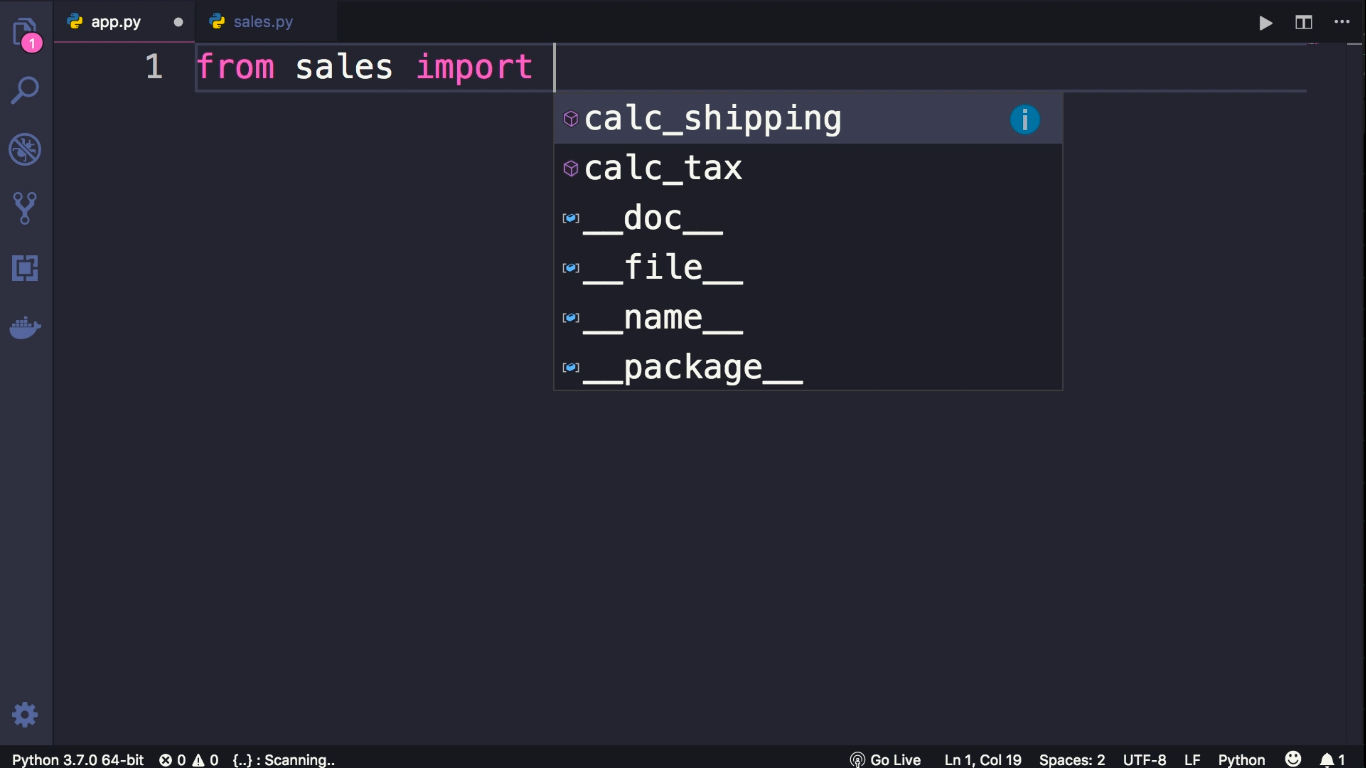 1
app.py ● sales.py
1 from sales import
calc_shipping
calc_tax
__doc__
__file__
__name__
__package__
Python 3.7.0 64-bit 0 0 {..} : Scanning.. Go Live Ln 1, Col 19 Spaces: 2 UTF-8 LF Python 1